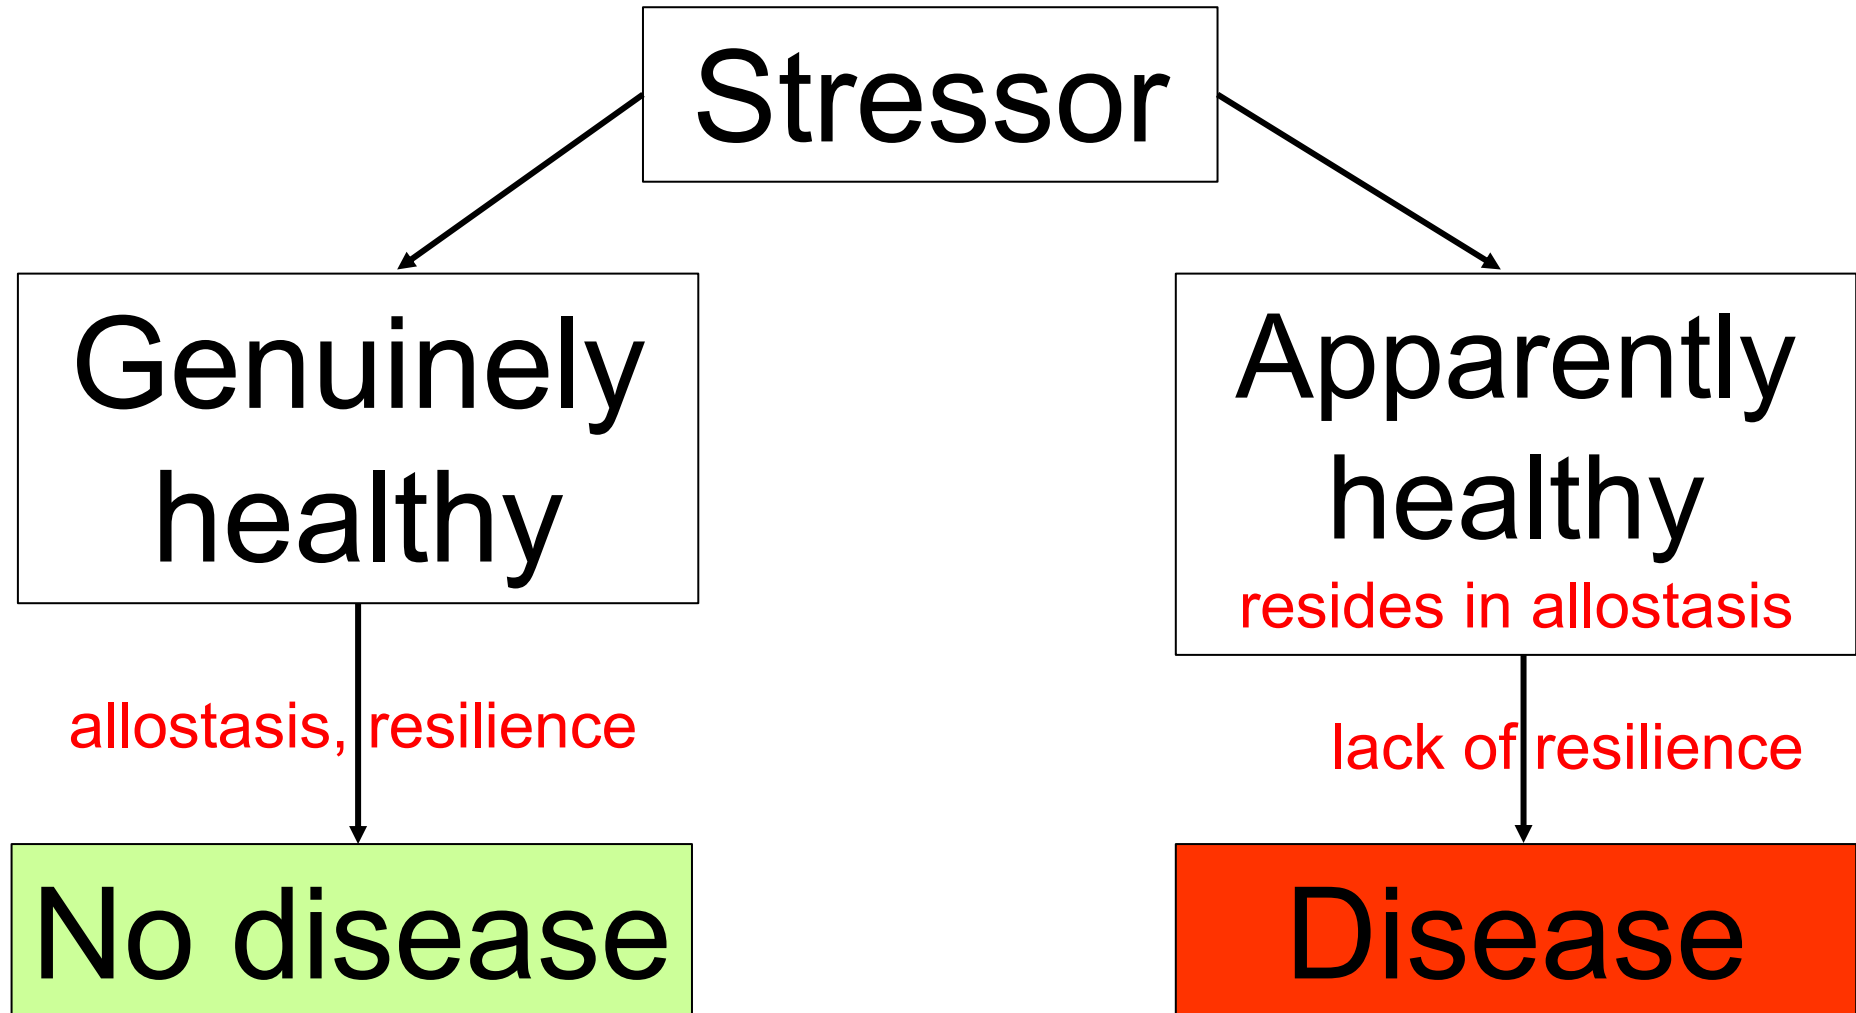 Stressor
Genuinely
healthy
Apparently
healthy
resides in allostasis
allostasis, resilience
lack of resilience
No disease
Disease